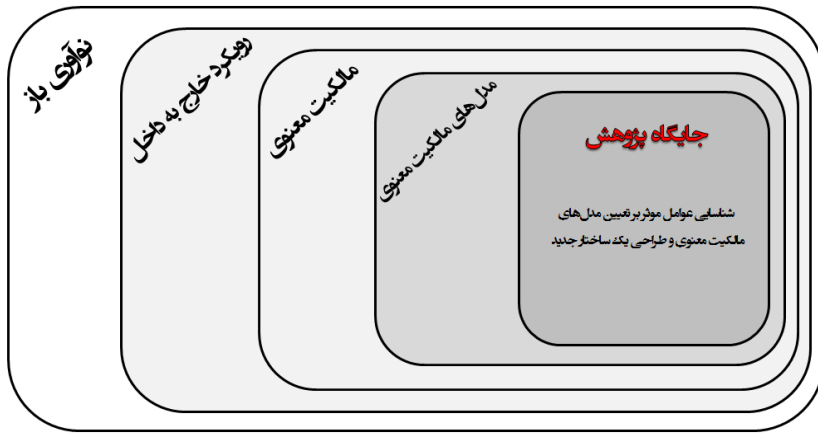 نوآوری باز
رویکرد خارج به داخل
مالکیت معنوی
مدل‌های مالکیت معنوی
جایگاه پژوهش
شناسایی عوامل موثر بر تعیین مدل‌های
مالکیت معنوی و طراحی یک ساختار جدید